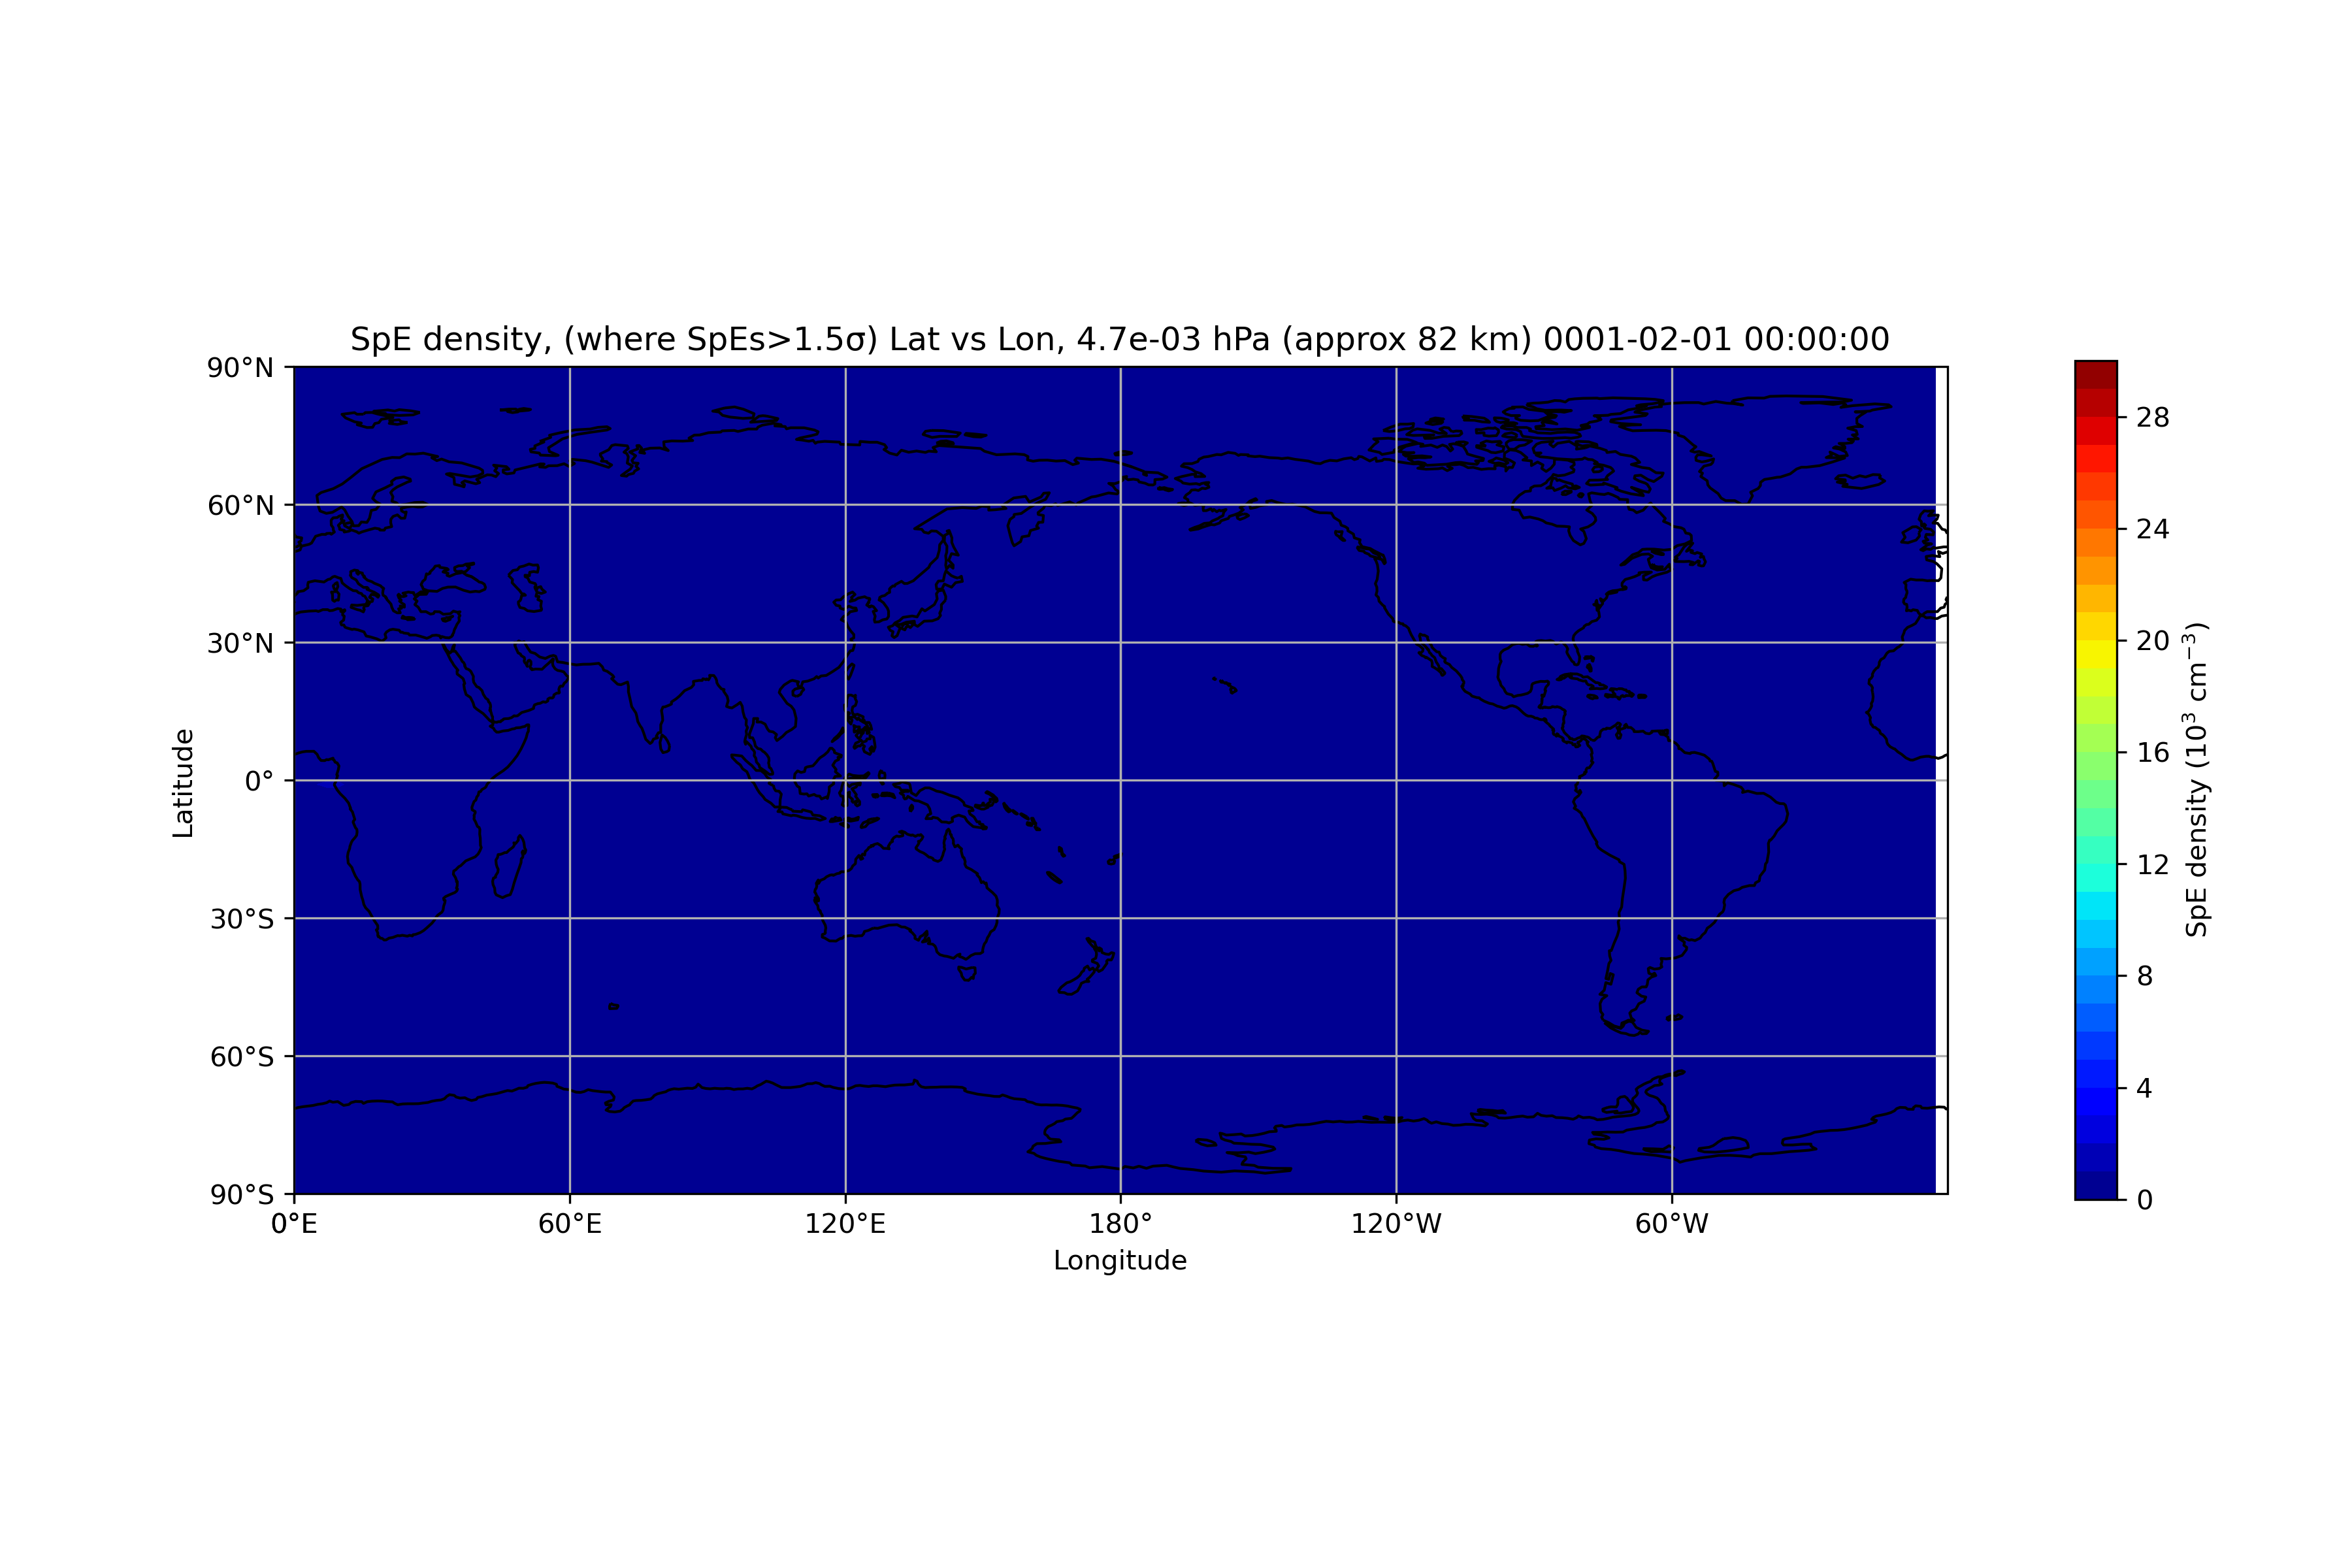 SpE density, (where SpEs>1.5σ) Lat vs Lon, 4.7e-03 hPa (approx 82 km) 0001-02-01 00:00:00
90°N
60°N
30°N
0°
30°S
60°S
90°S
Latitude
0°E
60°E
120°E
180°
120°W
60°W
Longitude
28
24
20
16
12
8
4
0
SpE density (10³ cm⁻³)